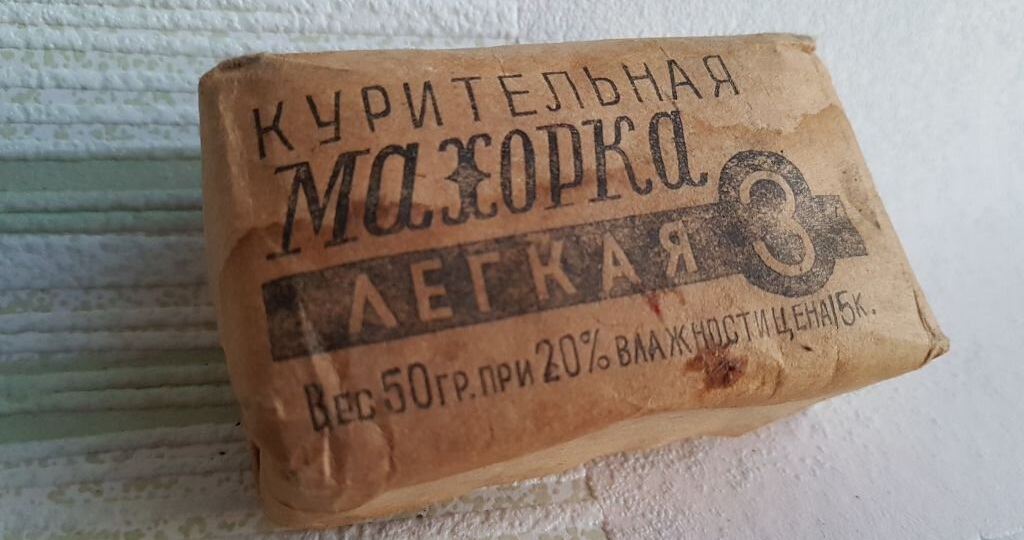 КУРИТЕЛЬНАЯ
Махорка
ЛЕГКАЯ 3
Вес 50 гр. при 20% влажности цена 15 к.